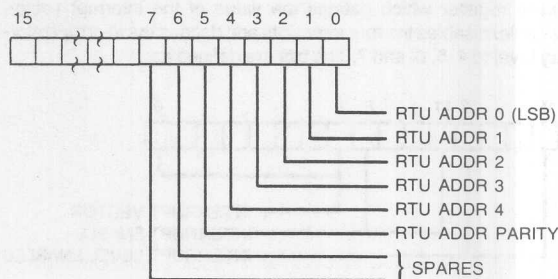 15 7 6 5 4 3 2 1 0
RTU ADDR 0 (LSB)
RTU ADDR 1
RTU ADDR 2
RTU ADDR 3
RTU ADDR 4
RTU ADDR PARITY
SPARES